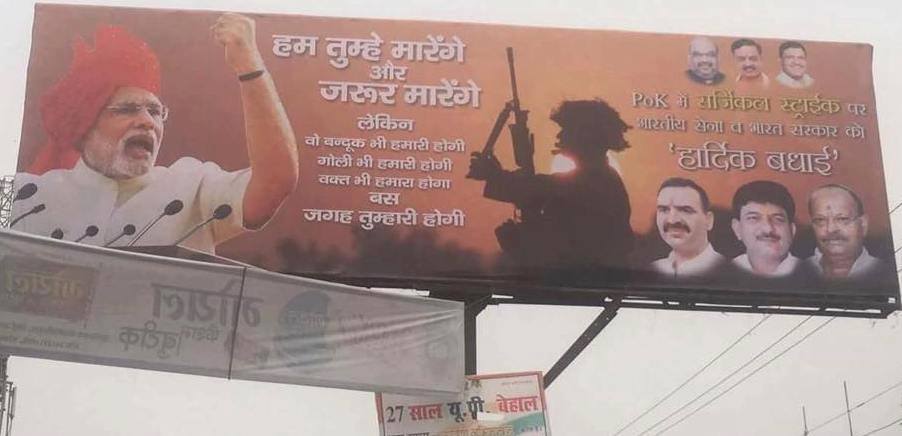 हम तुम्हे मारेंगे
और
जरूर मारेंगे
लेकिन
वो बन्दूक भी हमारी होगी
गोली भी हमारी होगी
वक्त भी हमारा होगा
बस
जगह तुम्हारी होगी
PoK में सर्जिकल स्ट्राईक पर
भारतीय सेना व भारत सरकार को
'हार्दिक बधाई'
27 साल यू.पी. बेहाल